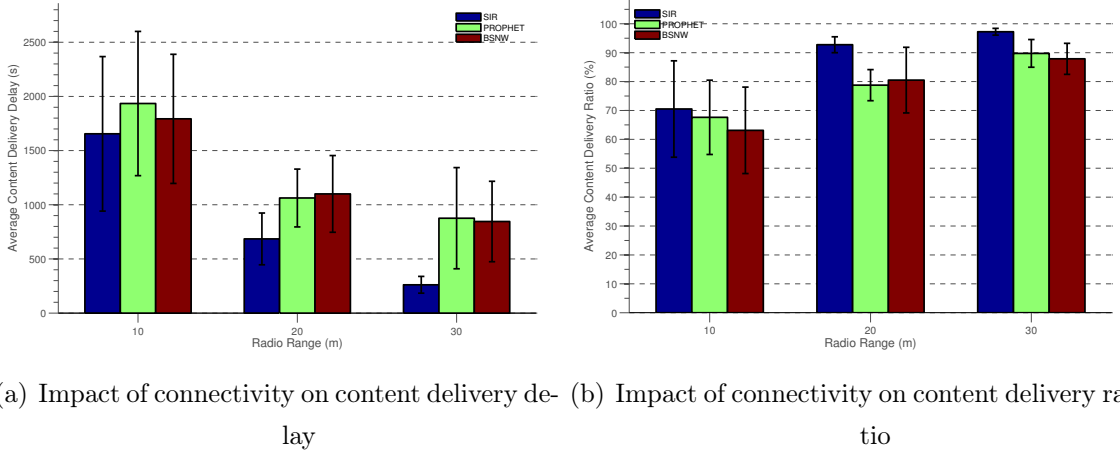 SIR
PROPHET
BSNW
2500
2000
1500
1000
500
0
Average Content Delivery Delay (s)
10 20 30
Radio Range (m)
SIR
PROPHET
BSNW
100
90
80
70
60
50
40
30
20
10
0
Average Content Delivery Ratio (%)
10 20 30
Radio Range (m)
a) Impact of connectivity on content delivery de-
lay
(b) Impact of connectivity on content delivery ra
tio